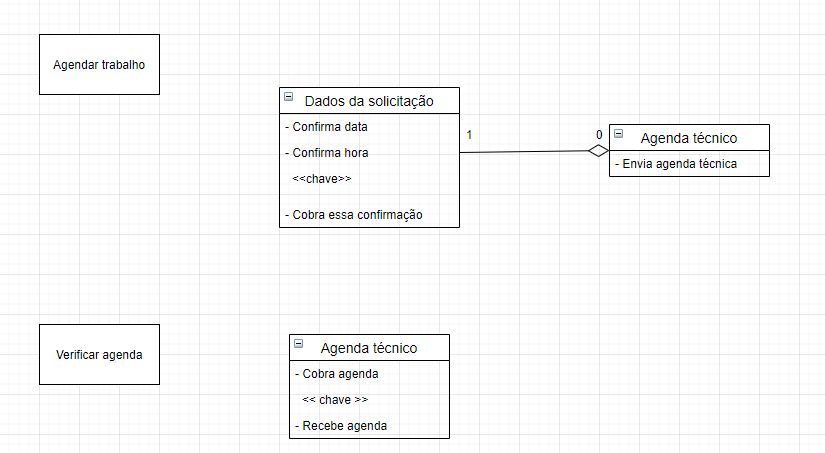 Agendar trabalho
Dados da solicitação
- Confirma data
- Confirma hora
<<chave>>
- Cobra essa confirmação
1
0
Agenda técnico
- Envia agenda técnica
Verificar agenda
Agenda técnico
- Cobra agenda
<< chave >>
- Recebe agenda